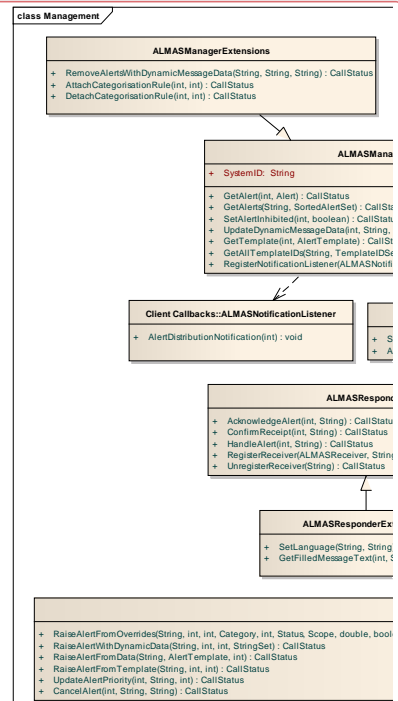 class Management
ALMASManagerExtensions
+ RemoveAlertsWithDynamicMessageData(String, String, String) : CallStatus
+ AttachCategorisationRule(int, int) : CallStatus
+ DetachCategorisationRule(int, int) : CallStatus
ALMASMana
+ SystemID: String
+ GetAlert(int, Alert) : CallStatus
+ GetAlerts(String, SortedAlertSet) : CallSta
+ SetAlertInhibited(int, boolean) : CallStatu
+ UpdateDynamicMessageData(int, String,
+ GetTemplate(int, AlertTemplate) : CallSt
+ GetAllTemplateIDs(String, TemplateIDSe
+ RegisterNotificationListener(ALMASNotifi
Client Callbacks::ALMASNotificationListener
+ AlertDistributionNotification(int) : void
+ S
+ A
ALMASRespond
+ AcknowledgeAlert(int, String) : CallStatu
+ ConfirmReceipt(int, String) : CallStatus
+ HandleAlert(int, String) : CallStatus
+ RegisterReceiver(ALMASReceiver, String
+ UnregisterReceiver(String) : CallStatus
ALMASResponderExt
+ SetLanguage(String, String
+ GetFilledMessageText(int, S
+ RaiseAlertFromOverrides(String, int, int, Category, int, Status, Scope, double, bool
+ RaiseAlertWithDynamicData(String, int, int, StringSet) : CallStatus
+ RaiseAlertFromData(String, AlertTemplate, int) : CallStatus
+ RaiseAlertFromTemplate(String, int, int) : CallStatus
+ UpdateAlertPriority(int, String, int) : CallStatus
+ CancelAlert(int, String, String) : CallStatus